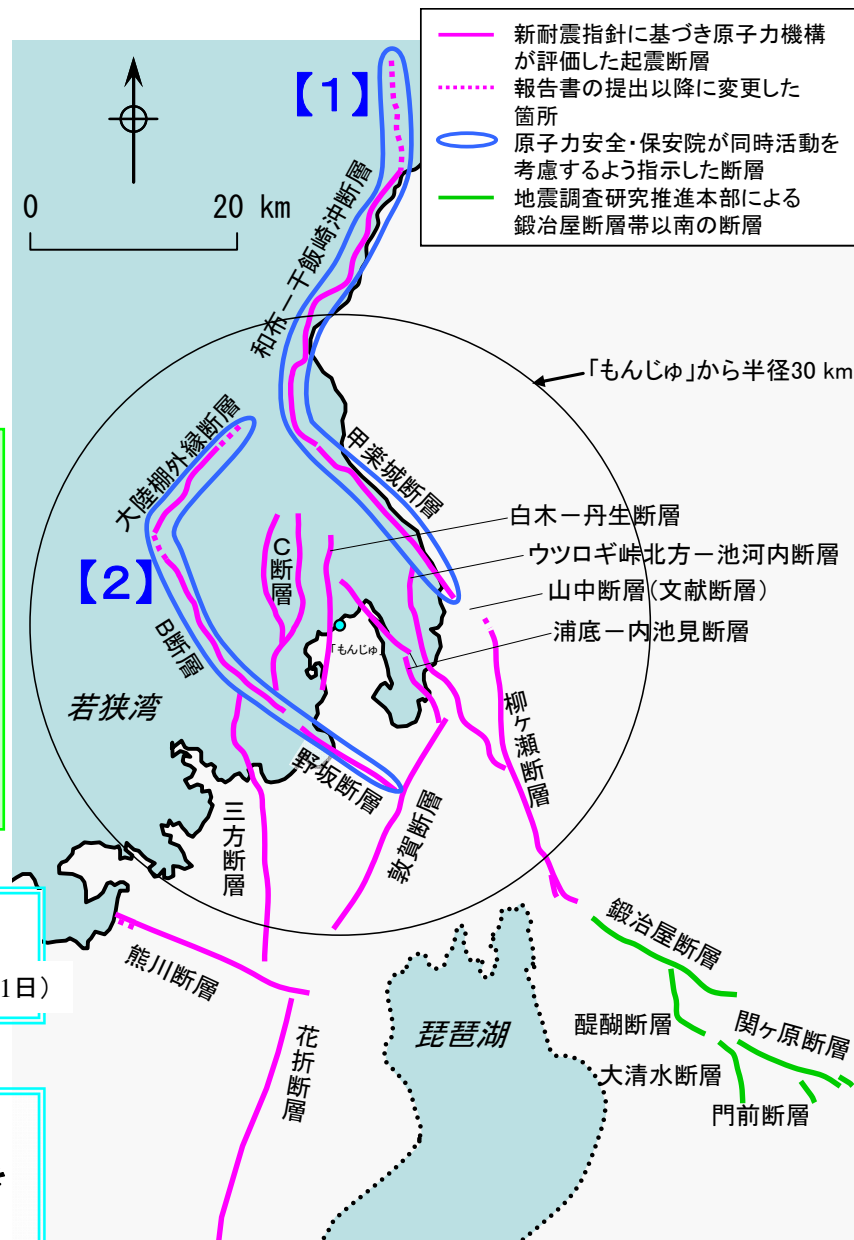 新耐震指針に基づき原子力機構
が評価した起震断層
報告書の提出以降に変更した
箇所
原子力安全・保安院が同時活動を
考慮するよう指示した断層
地震調査研究推進本部による
鍛冶屋断層帯以南の断層
【1】
0 20 km
和布－干飯崎沖断層
「もんじゅ」から半径30 km
大陸棚外縁断層
甲楽城断層
白木－丹生断層
C断層
ウツロギ峠北方－池河内断層
【2】
山中断層(文献断層)
B断層
浦底－内池見断層
「もんじゅ」
若狭湾
柳ヶ瀬断層
野坂断層
三方断層
敦賀断層
鍛冶屋断層
熊川断層
1日）
醍醐断層
関ヶ原断層
琵琶湖
花折断層
大清水断層
門前断層